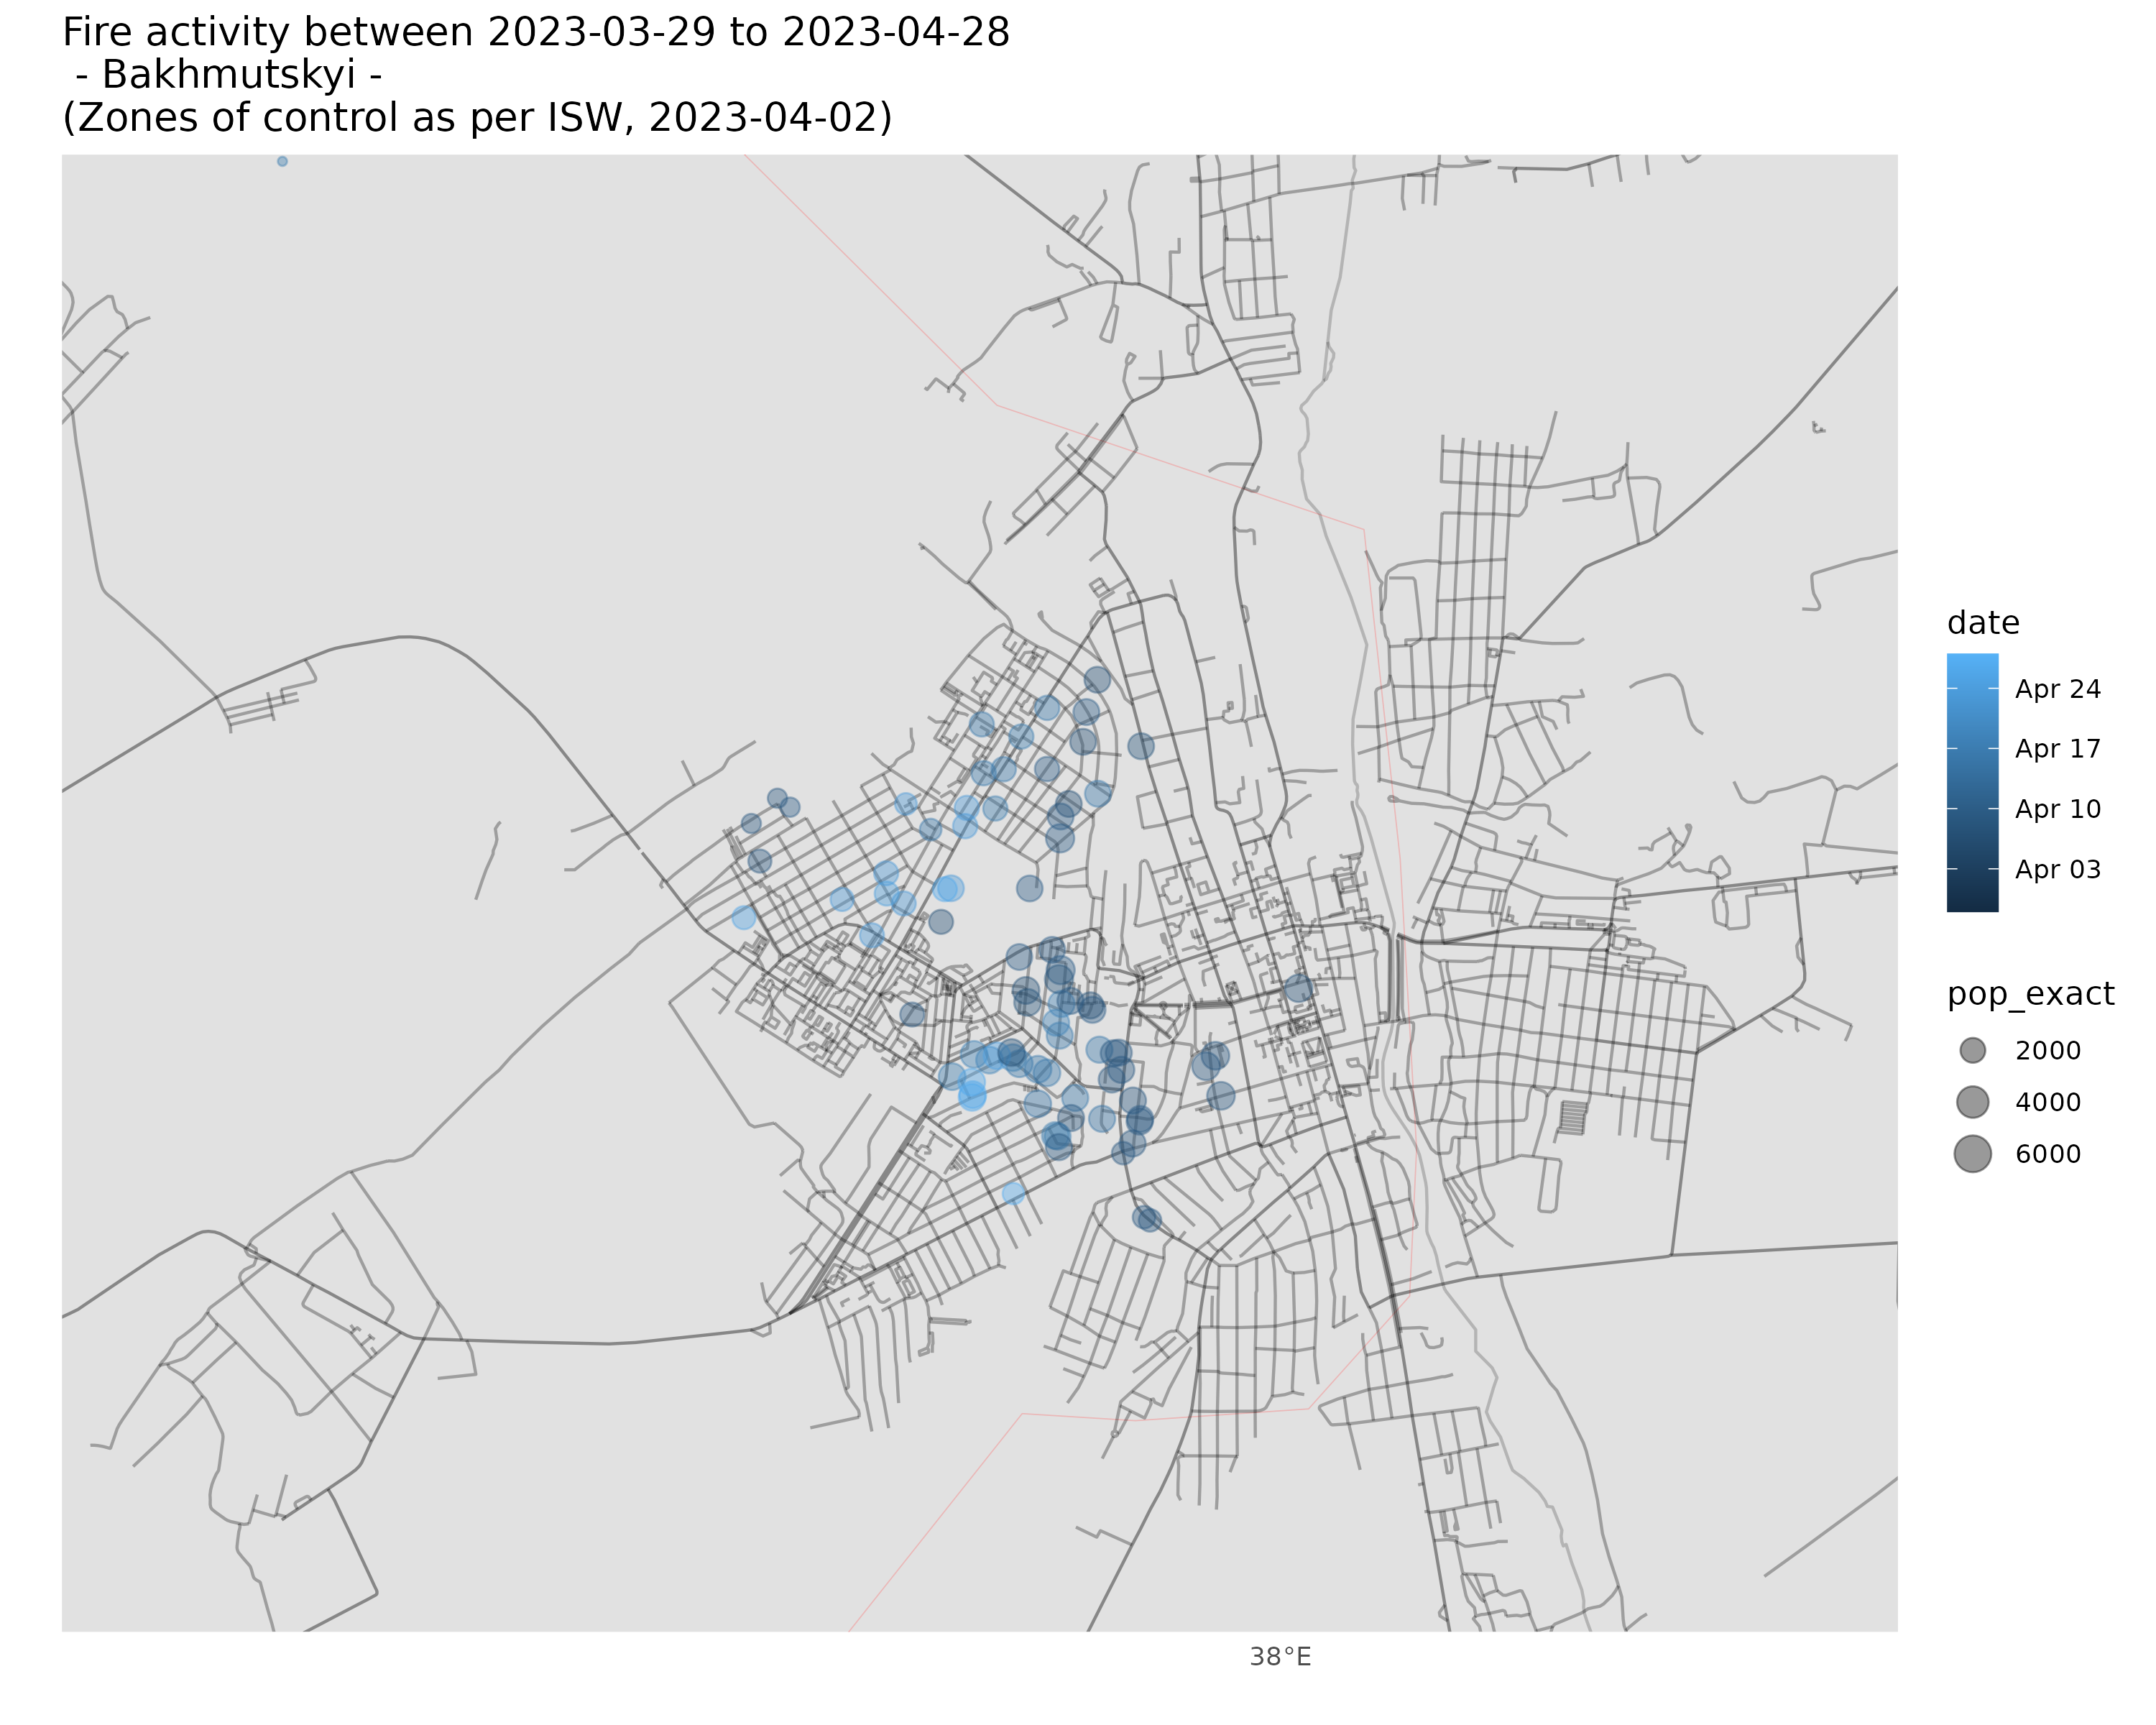 Fire activity between 2023-03-29 to 2023-04-28
- Bakhmutskyi -
(Zones of control as per ISW, 2023-04-02)
date
Apr 24
Apr 17
Apr 10
Apr 03
pop_exact
2000
4000
6000
38°E